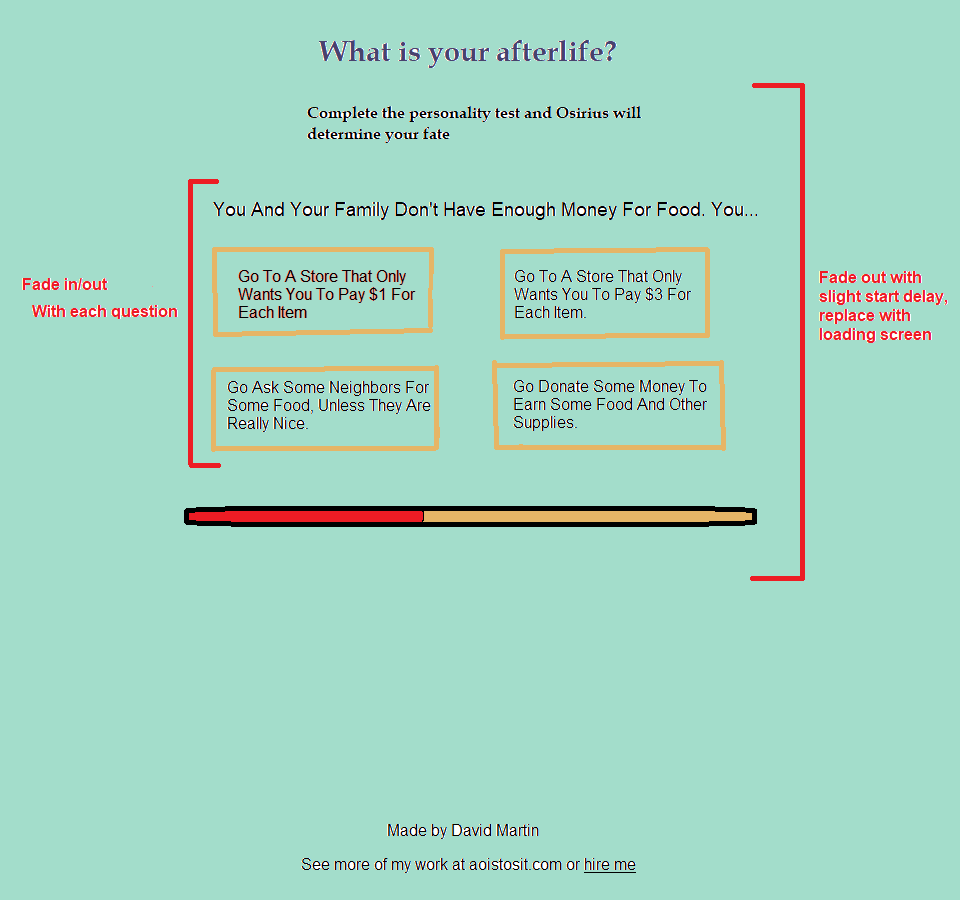 What is your afterlife?
Complete the personality test and Osirius will
determine your fate
You And Your Family Don't Have Enough Money For Food. You...
Go To A Store That Only
Wants You To Pay $1 For
Each Item
Go To A Store That Only
Wants You To Pay $3 For
Each Item.
Fade in/out
With each question
Fade out with
slight start delay,
replace with
loading screen
Go Ask Some Neighbors For
Some Food, Unless They Are
Really Nice.
Go Donate Some Money To
Earn Some Food And Other
Supplies.
Made by David Martin
See more of my work at aoistosit.com or hire me